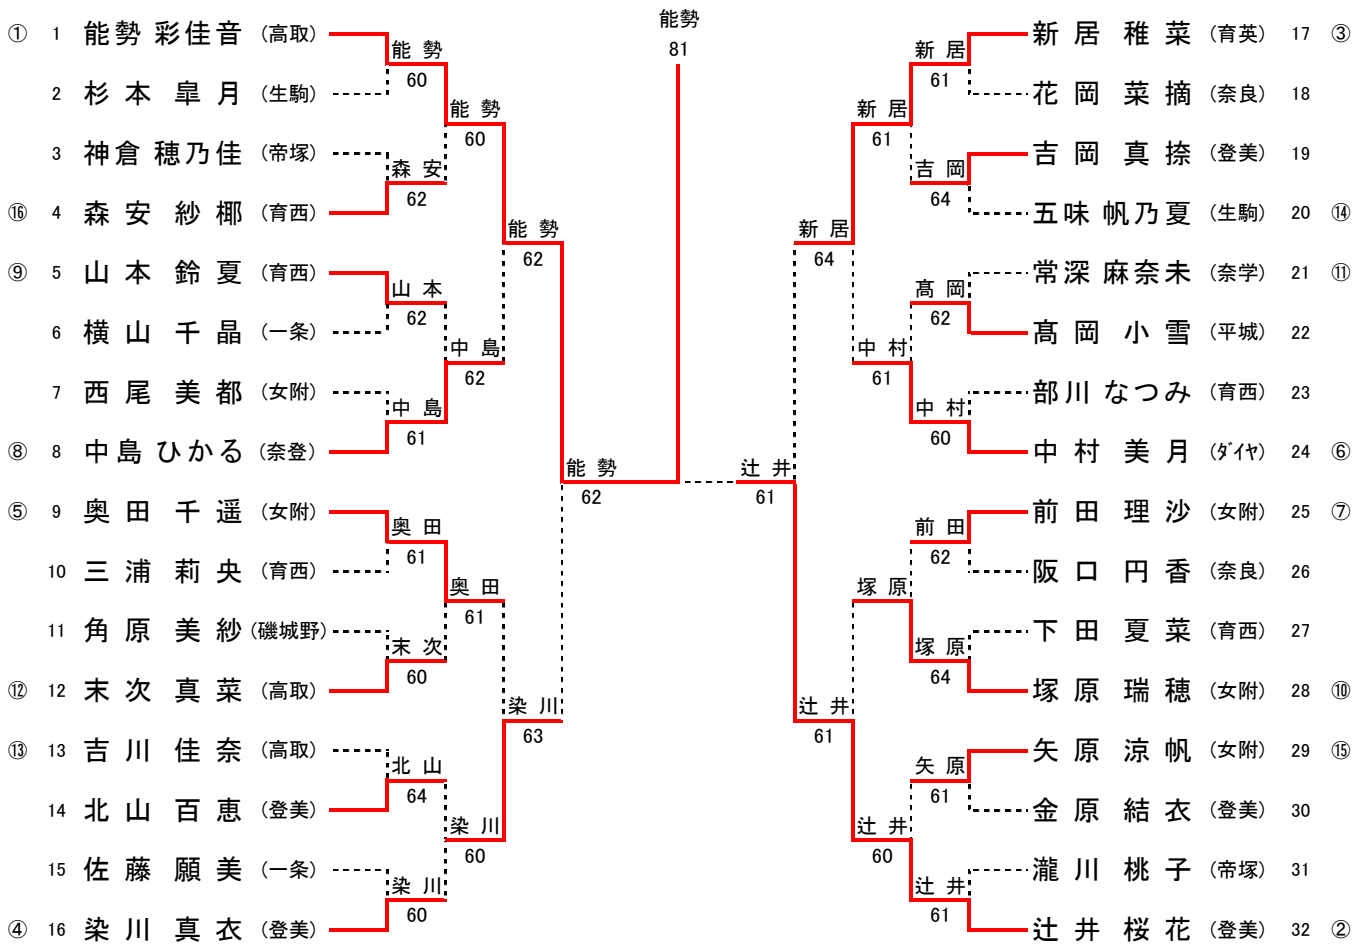 能勢
① 1 能勢 彩佳音 (高取) 新居 稚菜 (育英) 17 ③
能勢 新居
81
60 61
2 杉本 皐月 (生駒) 花岡 菜摘 (奈良) 18
能勢 新居
60 61
3 神倉 穂乃佳 (帝塚) 吉岡 真捺 (登美) 19
森安 吉岡
62 64
⑯ 4 森安 紗椰 (育西) 五味 帆乃夏 (生駒) 20 ⑭
能勢 新居
62 64
⑨ 5 山本 鈴夏 (育西) 常深 麻奈未 (奈学) 21 ⑪
山本 髙岡
62 62
6 横山 千晶 (一条) 髙岡 小雪 (平城) 22
中島 中村
62 61
7 西尾 美都 (女附) 部川 なつみ (育西) 23
中島 中村
61 60
⑧ 8 中島 ひかる (奈登) 中村 美月 (ダイヤ) 24 ⑥
能勢 辻井
62 61
⑤ 9 奥田 千遥 (女附) 前田 理沙 (女附) 25 ⑦
奥田 前田
61 62
10 三浦 莉央 (育西) 阪口 円香 (奈良) 26
奥田 塚原
61
11 角原 美紗 (磯城野) 下田 夏菜 (育西) 27
末次 塚原
60 64
⑫ 12 末次 真菜 (高取) 塚原 瑞穂 (女附) 28 ⑩
染川 辻井
63 61
⑬ 13 吉川 佳奈 (高取) 矢原 涼帆 (女附) 29 ⑮
北山 矢原
64 61
14 北山 百恵 (登美) 金原 結衣 (登美) 30
染川 辻井
60 60
15 佐藤 願美 (一条) 瀧川 桃子 (帝塚) 31
染川 辻井
60 61
④ 16 染川 真衣 (登美) 辻井 桜花 (登美) 32 ②